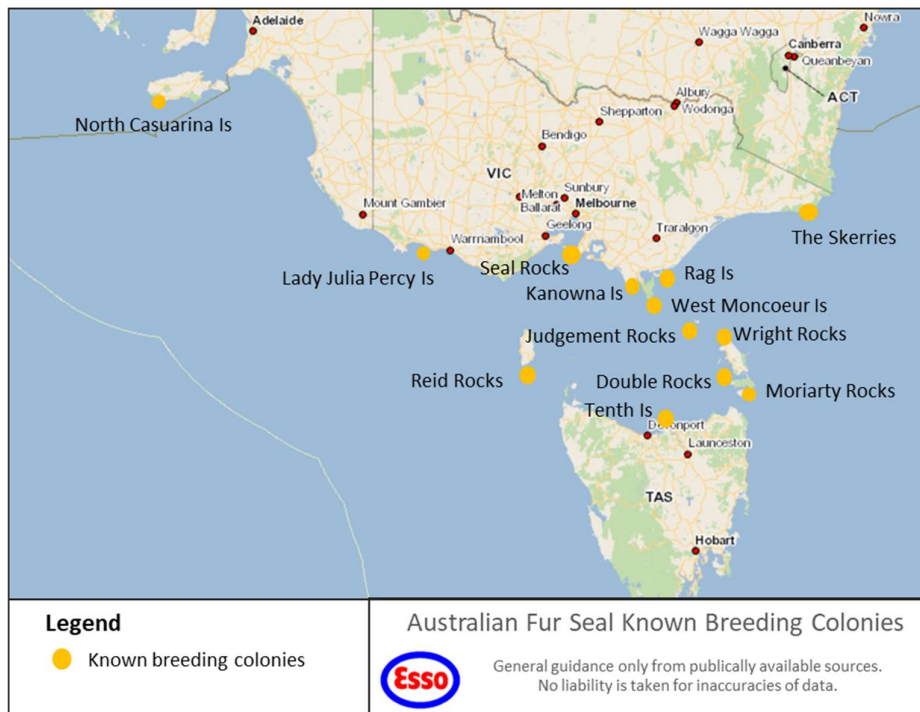 Adelaide
Nowra
Wagga Wagga
Canberra
Queanbeyan
ACT
North Casuarina Is
Albury
Wodonga
Shepparton
Bendigo
VIC
Melton
Sunbury
Ballarat
Melbourne
Mount Gambier
Geelong
Traralgon
Warrnambool
The Skerries
Lady Julia Percy Is
Seal Rocks
Rag Is
Kanowna Is
West Moncoeur Is
Judgement Rocks
Wright Rocks
Reid Rocks
Double Rocks
Moriarty Rocks
Tenth Is
Devonport
Launceston
TAS
Hobart
Legend
Known breeding colonies
Australian Fur Seal Known Breeding Colonies
Esso
General guidance only from publically available sources.
No liability is taken for inaccuracies of data.